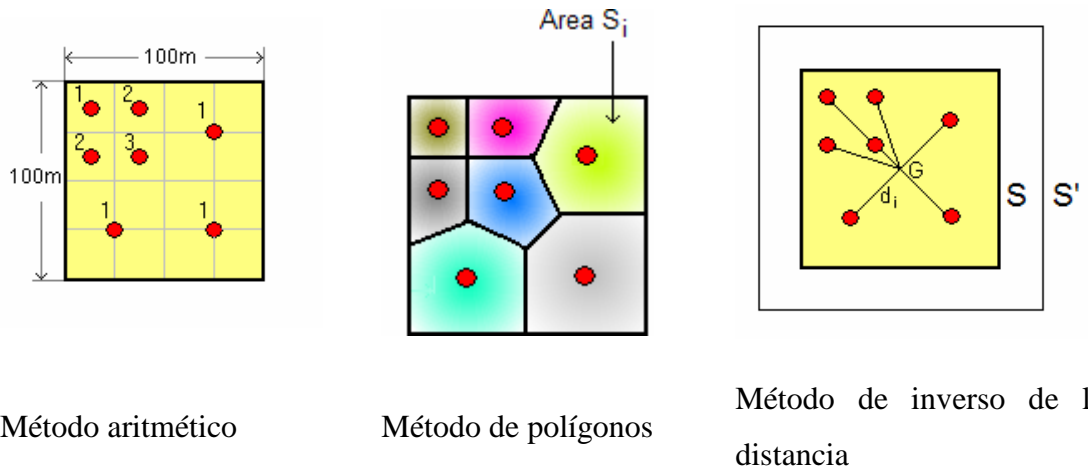 Area Si
100m
100m
1 2 1
2 3
1 1
G
di
S S'
Método aritmético
Método de polígonos
Método de inverso de l
distancia